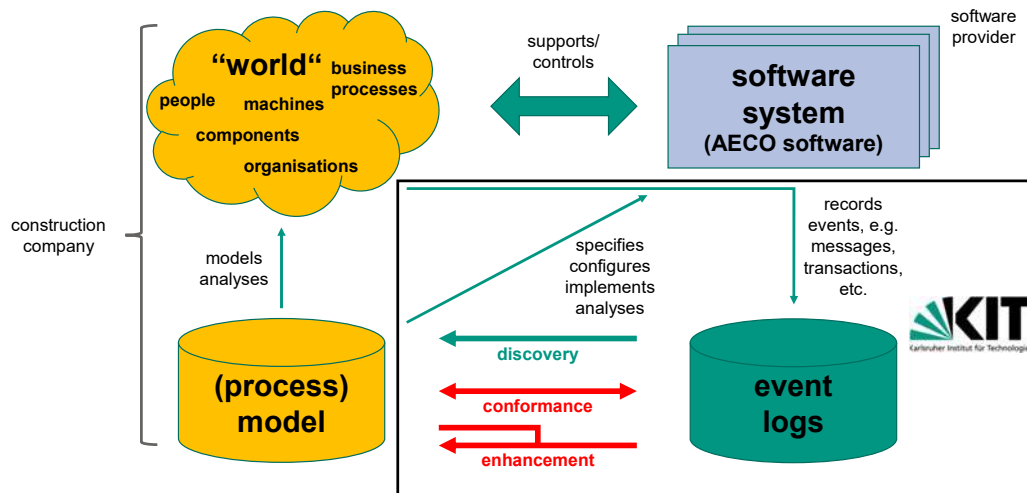 “world“
business
processes
people
machines
components
organisations
supports/
controls
software
provider
software
system
(AECO software)
construction
company
models
analyses
specifies
configures
implements
analyses
records
events, e.g.
messages,
transactions,
etc.
KIT
Karlsruher Institut für Technologie
(process)
model
discovery
conformance
enhancement
event
logs